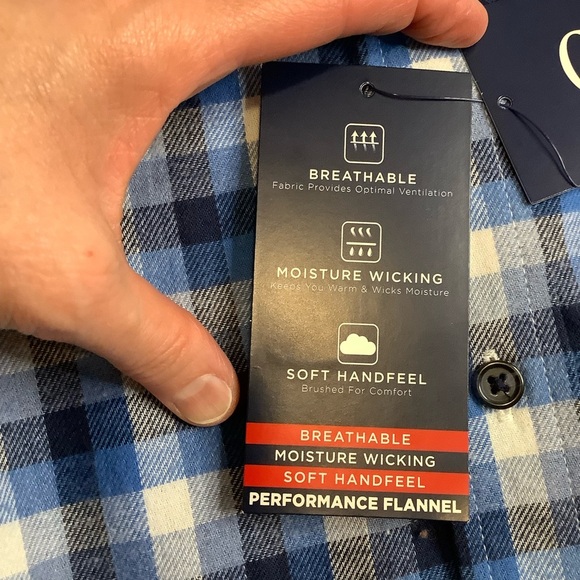 BREATHABLE
Fabric Provides Optimal Ventilation
MOISTURE WICKING
Keeps You Warm & Wicks Moisture
SOFT HANDFEEL
Brushed For Comfort
BREATHABLE
MOISTURE WICKING
SOFT HANDFEEL
PERFORMANCE FLANNEL